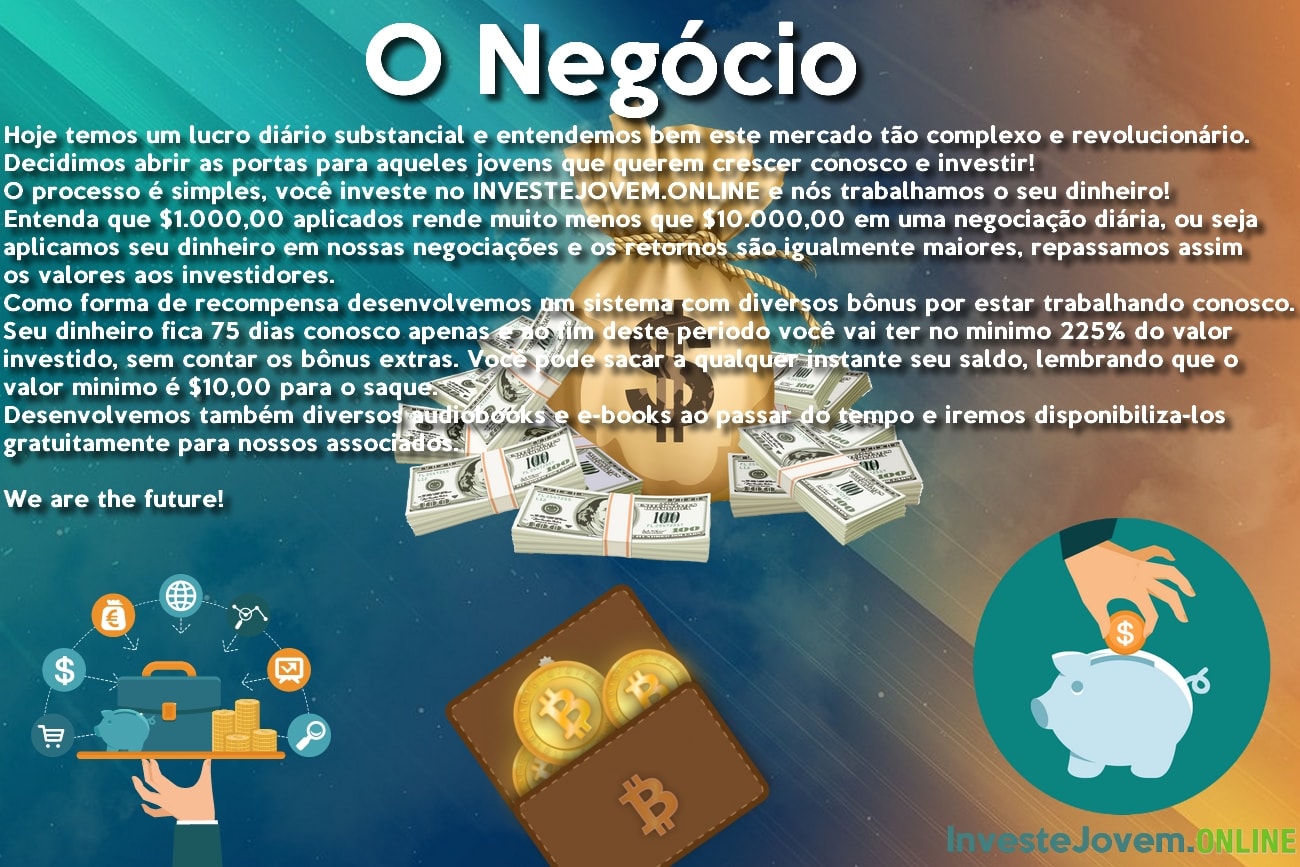 O Negócio
Hoje temos um lucro diário substancial e entendemos bem este mercado tão complexo e revolucionário.
Decidimos abrir as portas para aqueles jovens que querem crescer conosco e investir!
O processo é simples, você investe no INVESTEJOVEM.ONLINE e nós trabalhamos o seu dinheiro!
Entenda que $1.000,00 aplicados rende muito menos que $10.000,00 em uma negociação diária, ou seja
aplicamos seu dinheiro em nossas negociações e os retornos são igualmente maiores, repassamos assim
os valores aos investidores.
Como forma de recompensa desenvolvemos um sistema com diversos bônus por estar trabalhando conosco.
Seu dinheiro fica 75 dias conosco apenas e ao fim deste periodo você vai ter no minimo 225% do valor
investido, sem contar os bônus extras. Você pode sacar a qualquer instante seu saldo, lembrando que o
valor minimo é $10,00 para o saque.
Desenvolvemos também diversos audiobooks e e-books ao passar do tempo e iremos disponibiliza-los
gratuitamente para nossos associados.
We are the future!
InvesteJovem.ONLINE